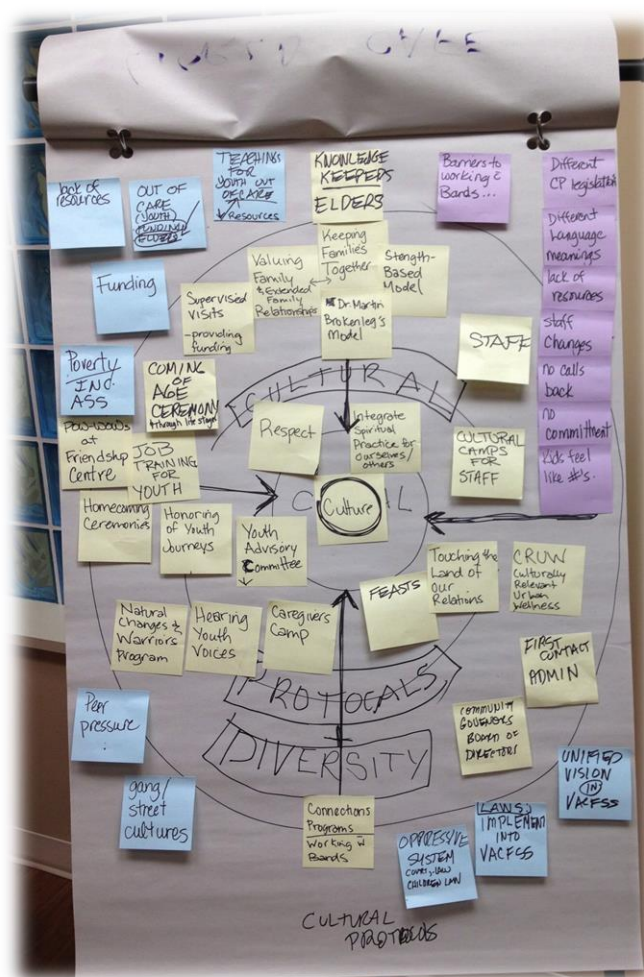 lack of
resources
OUT OF
CARE
(YOUTH)
FUNDING
ELDERS
TEACHINGS
FOR
YOUTH OUT
OF CARE
Resources
KNOWLEDGE
KEEPERS
ELDERS
Barriers to
working c̄
Bands...
Different
CP legislation
Different
Language
meanings
lack of
resources
staff
changes
no calls
back
no
commitment
Kids feel
like #'s.
Funding
Supervised
Visits
-providing
funding
Valuing
Family
& Extended
Family
Relationships
Keeping
Families
Together
Dr. Martin
Brokenleg's
Model
Strength-
Based
Model
STAFF
Poverty
INC.
ASS
COMING
OF
AGE
CEREMONY
through life stages
CULTURAL
POW-WOWS
at
Friendship
Centre
JOB
TRAINING
FOR
YOUTH
Respect
Integrate
Spiritual
Practice for
Ourselves/
others
CULTURAL
CAMPS FOR
STAFF
Homecoming
Ceremonies
Honoring
of Youth
Journeys
Youth
Advisory
Committee
Culture
FEASTS
Touching the
Land of
Our
Relations
CRUW
Culturally
Relevant
Urban
Wellness
Natural
Changes &
Warriors
Program
Hearing
Youth
Voices
Caregivers
Camp
FIRST CONTACT
ADMIN
PROTOCALS
DIVERSITY
COMMUNITY
GOVERNORS
BOARD OF
DIRECTORS
Peer
pressure
gang/
street
cultures
Connections
Programs
Working w
Bands
OPPRESSIVE
SYSTEM
CHILDREN LAW
(LAWS)
IMPLEMENT
INTO
VACFSS
UNIFIED
VISION
IN
VACFSS
CULTURAL
PROTOCOLS